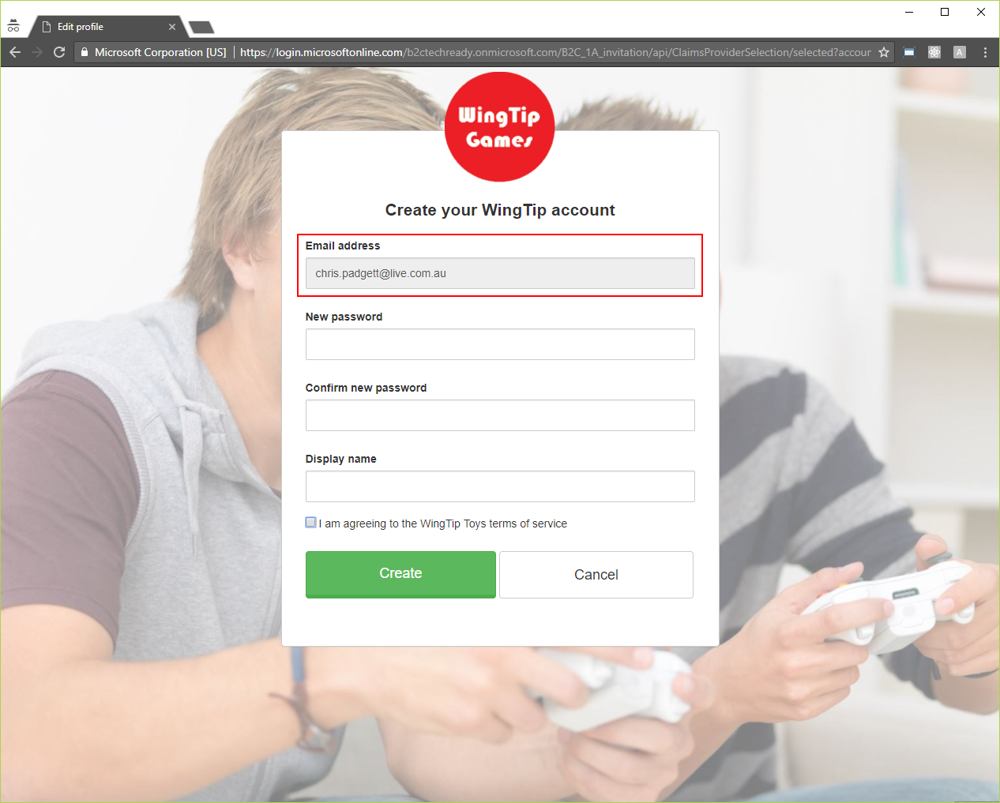 Edit profile
Microsoft Corporation [US] | https://login.microsoftonline.com/b2ctechready.onmicrosoft.com/B2C_1A_invitation/api/ClaimsProviderSelection/selected?accour
A
WingTip
Games
Create your WingTip account
Email address
chris.padgett@live.com.au
New password
Confirm new password
Display name
I am agreeing to the WingTip Toys terms of service
Create
Cancel